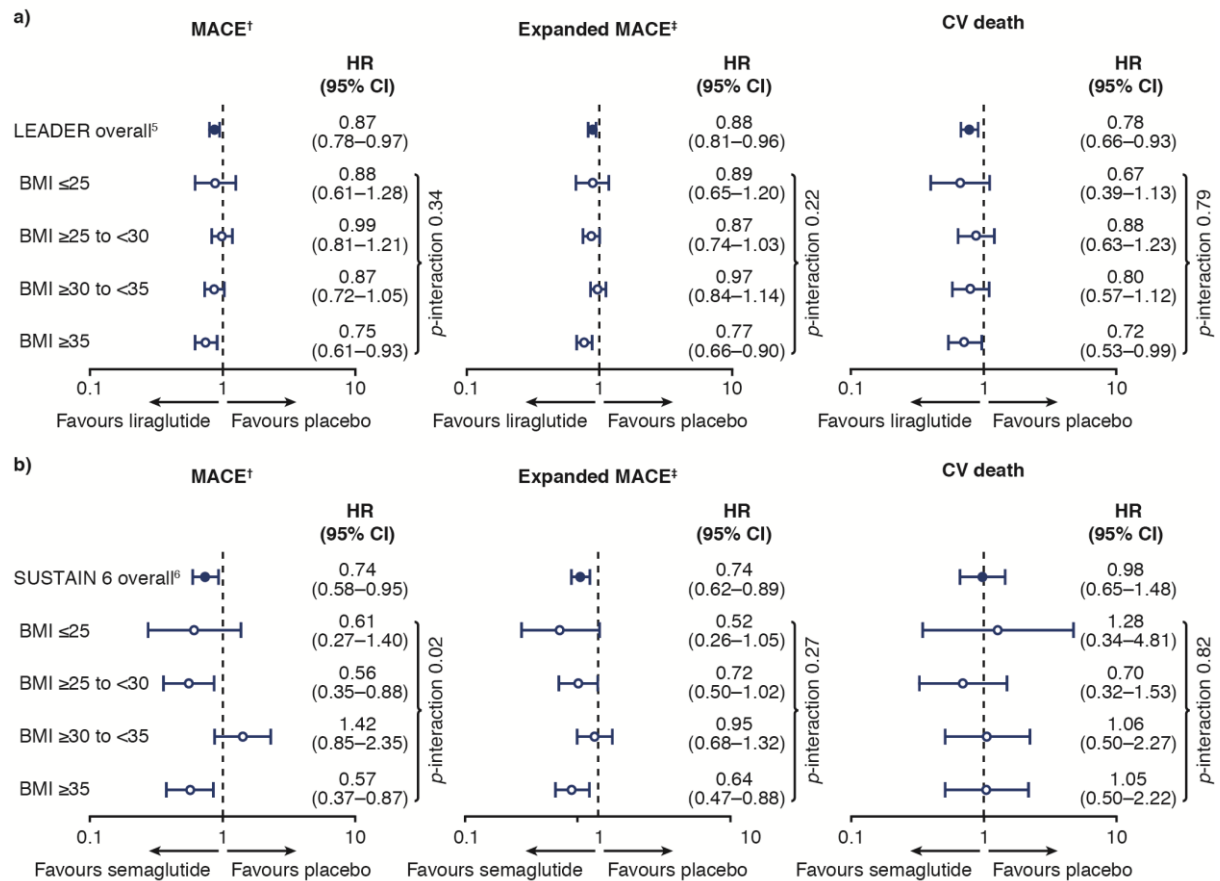 a)
MACE†
Expanded MACE‡
CV death
HR
(95% CI)
HR
(95% CI)
HR
(95% CI)
LEADER overall⁵
0.87
(0.78–0.97)
0.88
(0.81–0.96)
0.78
(0.66–0.93)
BMI ≤25
0.88
(0.61–1.28)
0.89
(0.65–1.20)
0.67
(0.39–1.13)
BMI ≥25 to <30
0.99
(0.81–1.21)
0.87
(0.74–1.03)
0.88
(0.63–1.23)
BMI ≥30 to <35
0.87
(0.72–1.05)
0.97
(0.84–1.14)
0.80
(0.57–1.12)
BMI ≥35
0.75
(0.61–0.93)
0.77
(0.66–0.90)
0.72
(0.53–0.99)
p-interaction 0.34
p-interaction 0.22
p-interaction 0.79
0.1 1 10
0.1 1 10
0.1 1 10
Favours liraglutide Favours placebo
Favours liraglutide Favours placebo
Favours liraglutide Favours placebo
b)
MACE†
Expanded MACE‡
CV death
HR
(95% CI)
HR
(95% CI)
HR
(95% CI)
SUSTAIN 6 overall⁶
0.74
(0.58–0.95)
0.74
(0.62–0.89)
0.98
(0.65–1.48)
BMI ≤25
0.61
(0.27–1.40)
0.52
(0.26–1.05)
1.28
(0.34–4.81)
BMI ≥25 to <30
0.56
(0.35–0.88)
0.72
(0.50–1.02)
0.70
(0.32–1.53)
BMI ≥30 to <35
1.42
(0.85–2.35)
0.95
(0.68–1.32)
1.06
(0.50–2.27)
BMI ≥35
0.57
(0.37–0.87)
0.64
(0.47–0.88)
1.05
(0.50–2.22)
p-interaction 0.02
p-interaction 0.27
p-interaction 0.82
0.1 1 10
0.1 1 10
0.1 1 10
Favours semaglutide Favours placebo
Favours semaglutide Favours placebo
Favours semaglutide Favours placebo